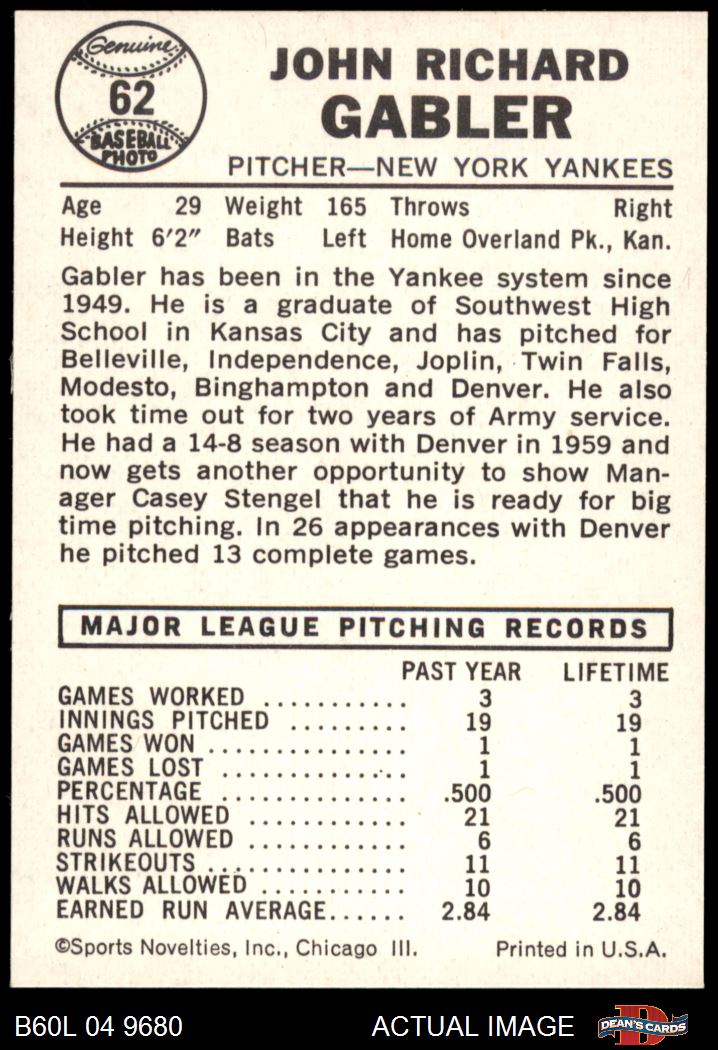 Genuine
62
BASEBALL
PHOTO
JOHN RICHARD
GABLER
PITCHER—NEW YORK YANKEES
Age 29 Weight 165 Throws Right
Height 6'2" Bats Left Home Overland Pk., Kan.
Gabler has been in the Yankee system since
1949. He is a graduate of Southwest High
School in Kansas City and has pitched for
Belleville, Independence, Joplin, Twin Falls,
Modesto, Binghampton and Denver. He also
took time out for two years of Army service.
He had a 14-8 season with Denver in 1959 and
now gets another opportunity to show Man-
ager Casey Stengel that he is ready for big
time pitching. In 26 appearances with Denver
he pitched 13 complete games.
MAJOR LEAGUE PITCHING RECORDS
PAST YEAR LIFETIME
GAMES WORKED ........... 3 3
INNINGS PITCHED ......... 19 19
GAMES WON ............... 1 1
GAMES LOST .............. 1 1
PERCENTAGE .............. .500 .500
HITS ALLOWED ............ 21 21
RUNS ALLOWED ............ 6 6
STRIKEOUTS ............... 11 11
WALKS ALLOWED ........... 10 10
EARNED RUN AVERAGE...... 2.84 2.84
©Sports Novelties, Inc., Chicago Ill. Printed in U.S.A.
B60L 04 9680 ACTUAL IMAGE D DEAN'S CARDS